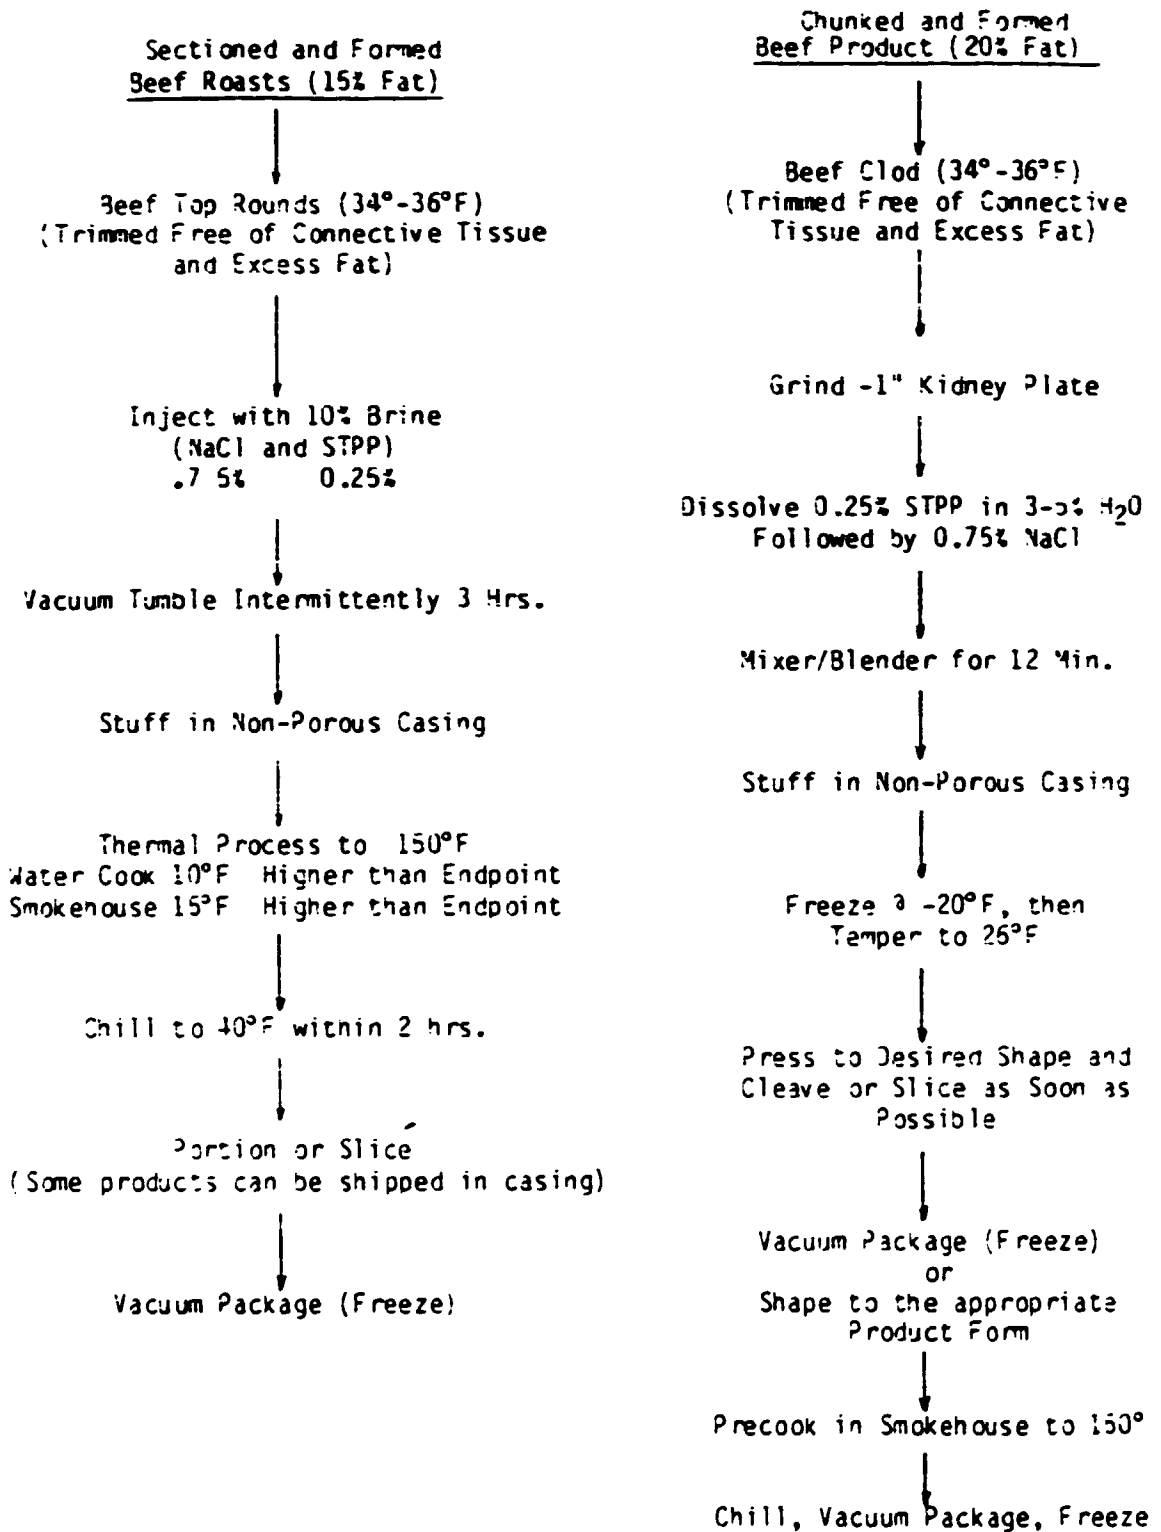 Sectioned and Formed
Beef Roasts (15% Fat)
Beef Top Rounds (34°-36°F)
(Trimmed Free of Connective Tissue
and Excess Fat)
Inject with 10% Brine
(NaCl and STPP)
.7 5% 0.25%
Vacuum Tumble Intermittently 3 Hrs.
Stuff in Non-Porous Casing
Thermal Process to 150°F
Water Cook 10°F Higher than Endpoint
Smokehouse 15°F Higher than Endpoint
Chill to 40°F within 2 hrs.
Portion or Slice
(Some products can be shipped in casing)
Vacuum Package (Freeze)
Chunked and Formed
Beef Product (20% Fat)
Beef Clod (34°-36°F)
(Trimmed Free of Connective
Tissue and Excess Fat)
Grind -1" Kidney Plate
Dissolve 0.25% STPP in 3-5% H₂O
Followed by 0.75% NaCl
Mixer/Blender for 12 Min.
Stuff in Non-Porous Casing
Freeze @ -20°F, then
Temper to 26°F
Press to Desired Shape and
Cleave or Slice as Soon as
Possible
Vacuum Package (Freeze)
or
Shape to the appropriate
Product Form
Precook in Smokehouse to 150°
Chill, Vacuum Package, Freeze